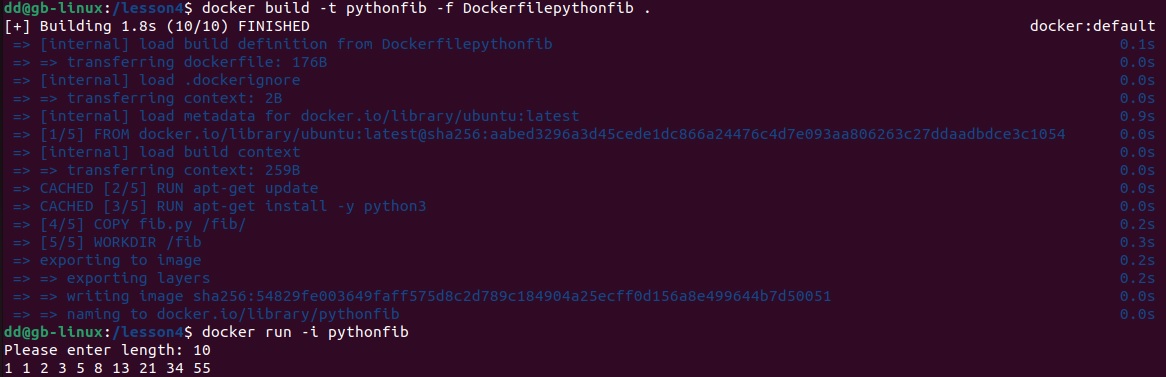 dd@gb-linux:/lesson4$ docker build -t pythonfib -f Dockerfilepythonfib .
[+] Building 1.8s (10/10) FINISHED docker:default
=> [internal] load build definition from Dockerfilepythonfib 0.1s
=> => transferring dockerfile: 176B 0.0s
=> [internal] load .dockerignore 0.0s
=> => transferring context: 2B 0.0s
=> [internal] load metadata for docker.io/library/ubuntu:latest 0.9s
=> [1/5] FROM docker.io/library/ubuntu:latest@sha256:aabed3296a3d45cede1dc866a24476c4d7e093aa806263c27ddaadbdce3c1054 0.0s
=> [internal] load build context 0.0s
=> => transferring context: 259B 0.0s
=> CACHED [2/5] RUN apt-get update 0.0s
=> CACHED [3/5] RUN apt-get install -y python3 0.0s
=> [4/5] COPY fib.py /fib/ 0.2s
=> [5/5] WORKDIR /fib 0.3s
=> exporting to image 0.2s
=> => exporting layers 0.2s
=> => writing image sha256:54829fe003649faff575d8c2d789c184904a25ecff0d156a8e499644b7d50051 0.0s
=> => naming to docker.io/library/pythonfib 0.0s
dd@gb-linux:/lesson4$ docker run -i pythonfib
Please enter length: 10
1 1 2 3 5 8 13 21 34 55